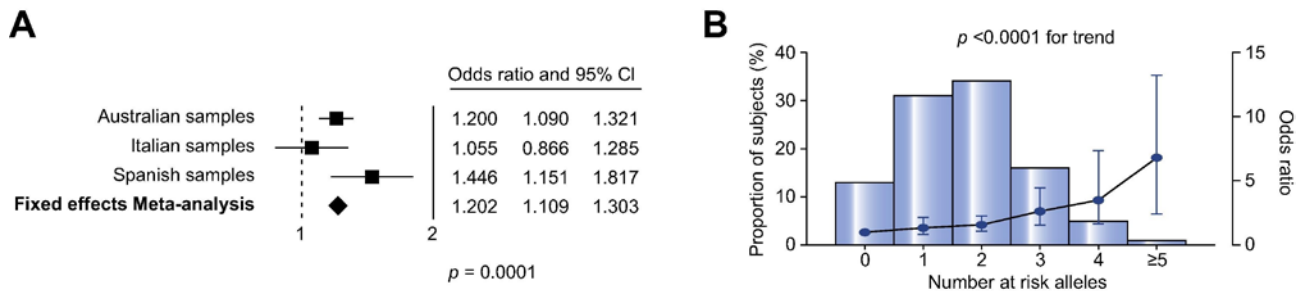 A
Odds ratio and 95% CI
Australian samples 1.200 1.090 1.321
Italian samples 1.055 0.866 1.285
Spanish samples 1.446 1.151 1.817
Fixed effects Meta-analysis 1.202 1.109 1.303
1 2
p = 0.0001
B
p <0.0001 for trend
Proportion of subjects (%)
40
30
20
10
0
15
10
5
0
Odds ratio
0 1 2 3 4 ≥5
Number at risk alleles